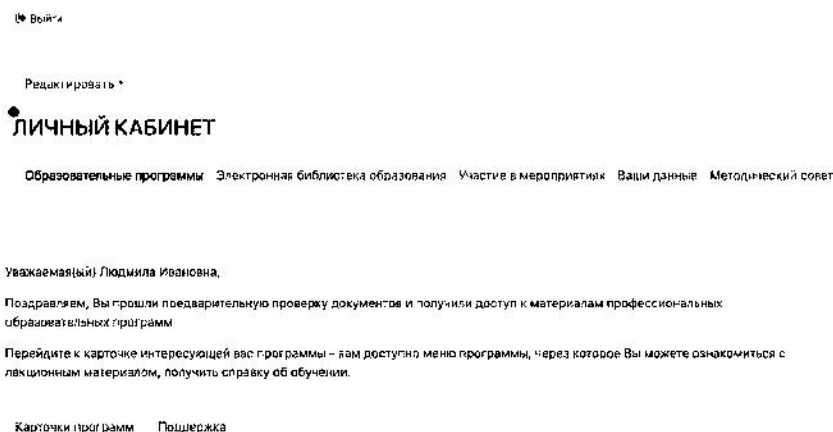 Выйти
Редактировать
ЛИЧНЫЙ КАБИНЕТ
Образовательные программы Электронная библиотека образования Участие в мероприятиях Ваши данные Методический совет
Уважаемая(ый) Людмила Ивановна,
Поздравляем, Вы прошли предварительную проверку документов и получили доступ к материалам профессиональных
образовательных программ
Перейдите к карточке интересующей вас программы – вам доступно меню программы, через которое Вы можете ознакомиться с
лекционным материалом, получить справку об обучении.
Карточки программ Поддержка